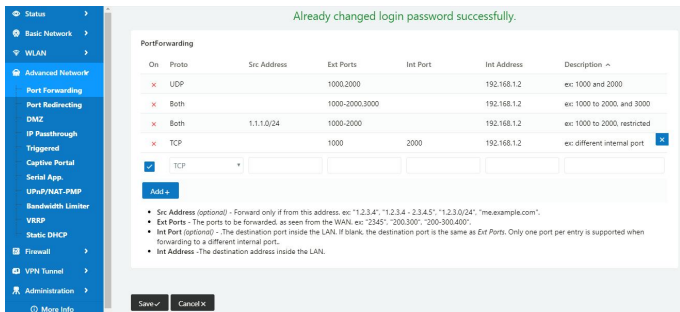 Status
Basic Network
WLAN
Advanced Network
Port Forwarding
Port Redirecting
DMZ
IP Passthrough
Triggered
Captive Portal
Serial App.
UPnP/NAT-PMP
Bandwidth Limiter
VRRP
Static DHCP
Firewall
VPN Tunnel
Administration
More Info
Already changed login password successfully.
PortForwarding
On Proto Src Address Ext Ports Int Port Int Address Description
UDP 1000,2000 192.168.1.2 ex: 1000 and 2000
Both 1000-2000,3000 192.168.1.2 ex: 1000 to 2000, and 3000
Both 1.1.1.0/24 1000-2000 192.168.1.2 ex: 1000 to 2000, restricted
TCP 1000 2000 192.168.1.2 ex: different internal port
TCP
Add +
• Src Address (optional) - Forward only if from this address. ex: "1.2.3.4", "1.2.3.4 - 2.3.4.5", "1.2.3.0/24", "me.example.com".
• Ext Ports - The ports to be forwarded, as seen from the WAN. ex: "2345", "200,300", "200-300,400".
• Int Port (optional) - .The destination port inside the LAN. If blank, the destination port is the same as Ext Ports. Only one port per entry is supported when
forwarding to a different internal port..
• Int Address -The destination address inside the LAN.
Save
Cancel